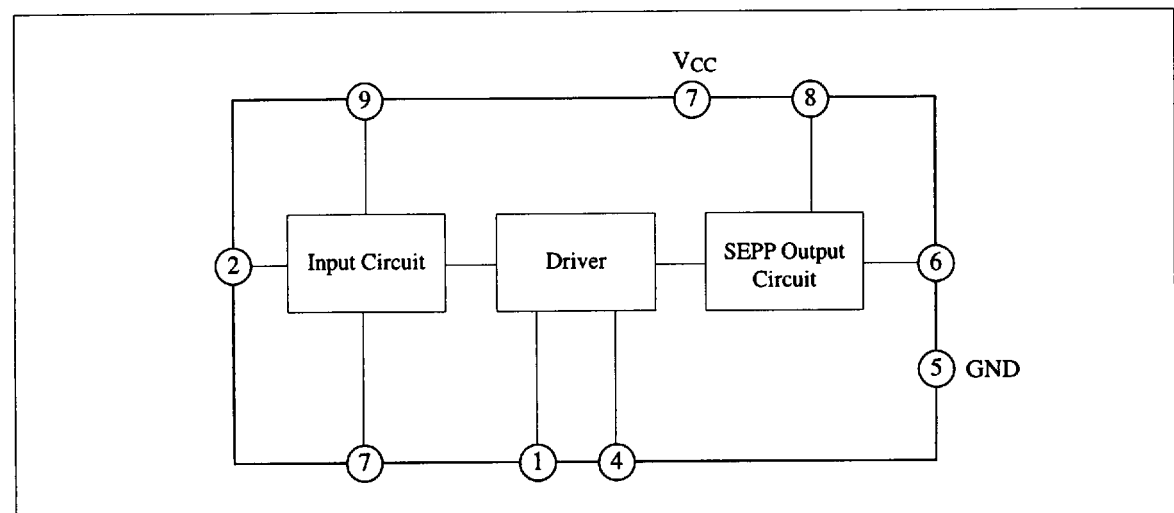 VCC
9
7
8
2
Input Circuit
Driver
SEPP Output
Circuit
6
5
GND
7
1
4